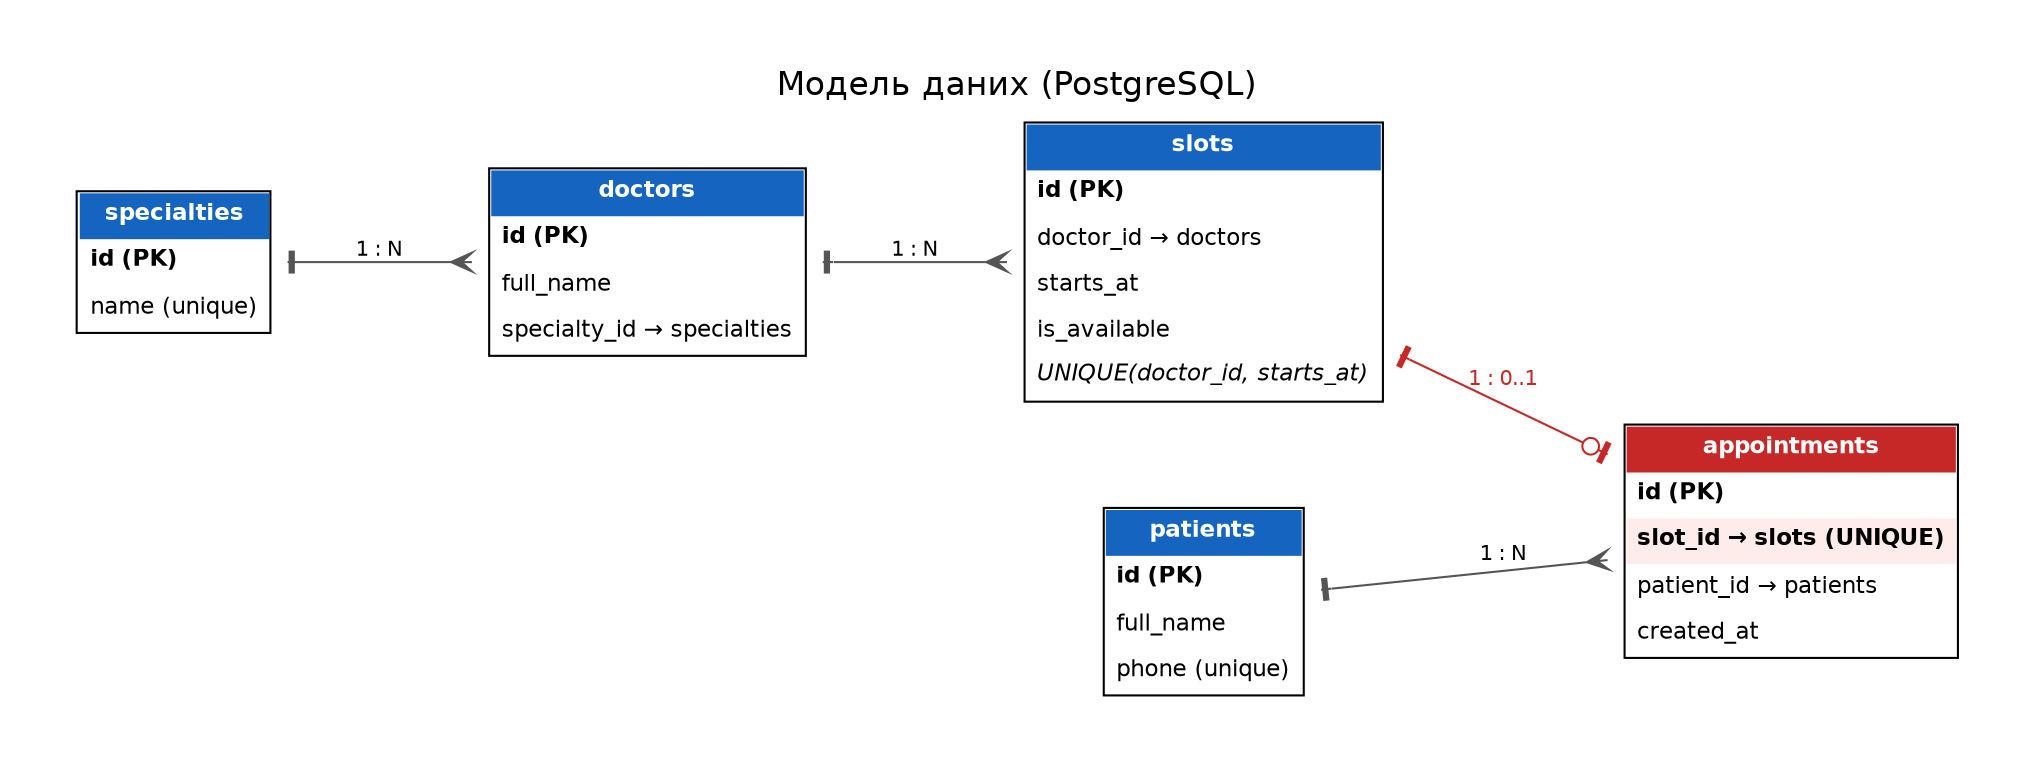 Модель даних (PostgreSQL)
specialties
id (PK)
name (unique)
1 : N
doctors
id (PK)
full_name
specialty_id → specialties
1 : N
slots
id (PK)
doctor_id → doctors
starts_at
is_available
UNIQUE(doctor_id, starts_at)
1 : 0..1
patients
id (PK)
full_name
phone (unique)
1 : N
appointments
id (PK)
slot_id → slots (UNIQUE)
patient_id → patients
created_at